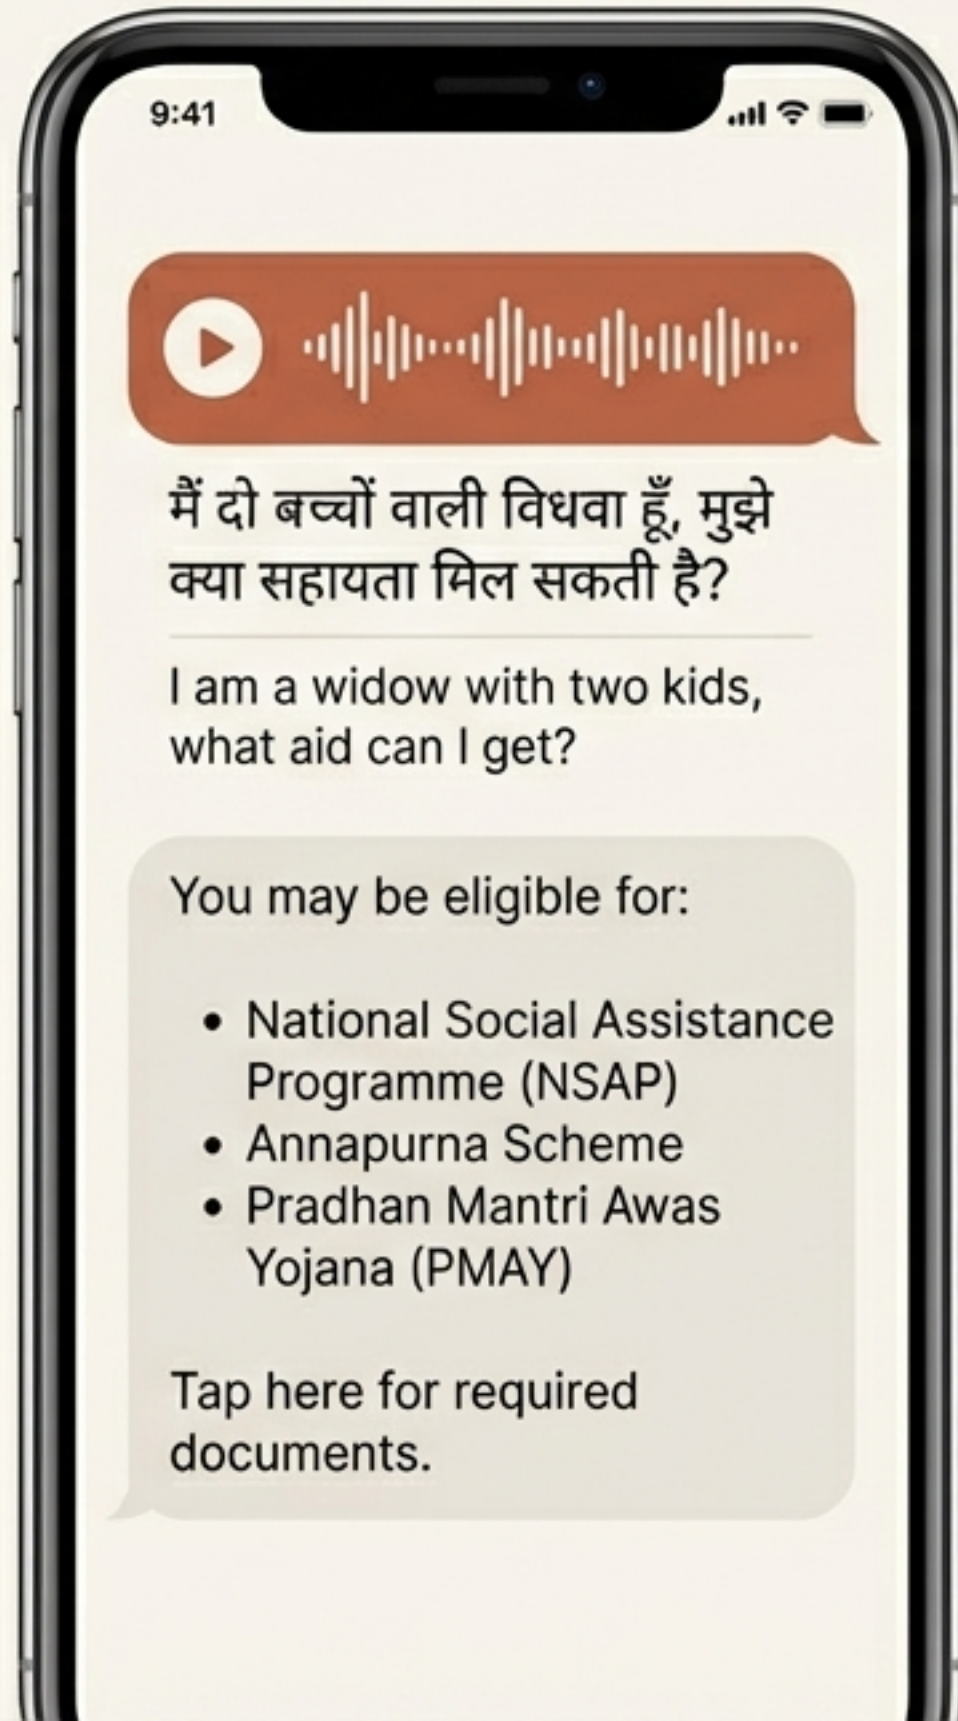 9:41
मैं दो बच्चों वाली विधवा हूँ, मुझे
क्या सहायता मिल सकती है?
I am a widow with two kids,
what aid can I get?
You may be eligible for:
• National Social Assistance
Programme (NSAP)
• Annapurna Scheme
• Pradhan Mantri Awas
Yojana (PMAY)
Tap here for required
documents.